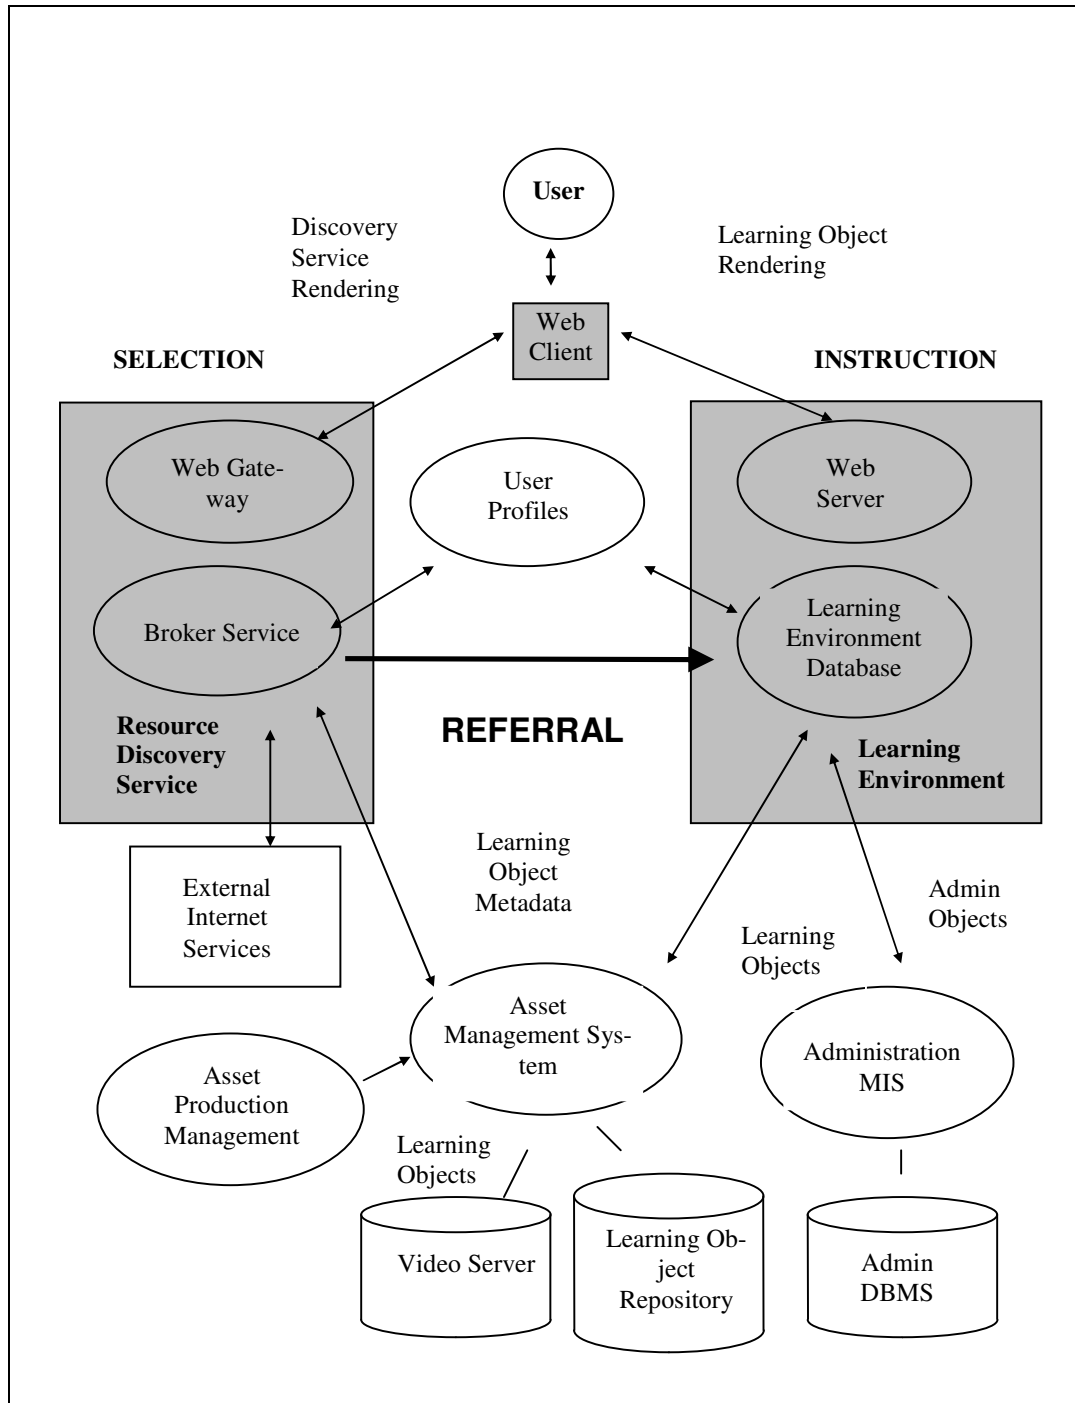 User
Discovery
Service
Rendering
Learning Object
Rendering
Web
Client
SELECTION
INSTRUCTION
Web Gate-
way
User
Profiles
Web
Server
Broker Service
Learning
Environment
Database
Resource
Discovery
Service
REFERRAL
Learning
Environment
Learning
Object
Metadata
External
Internet
Services
Admin
Objects
Learning
Objects
Asset
Management Sys-
tem
Administration
MIS
Asset
Production
Management
Learning
Objects
Video Server
Learning Ob-
ject
Repository
Admin
DBMS